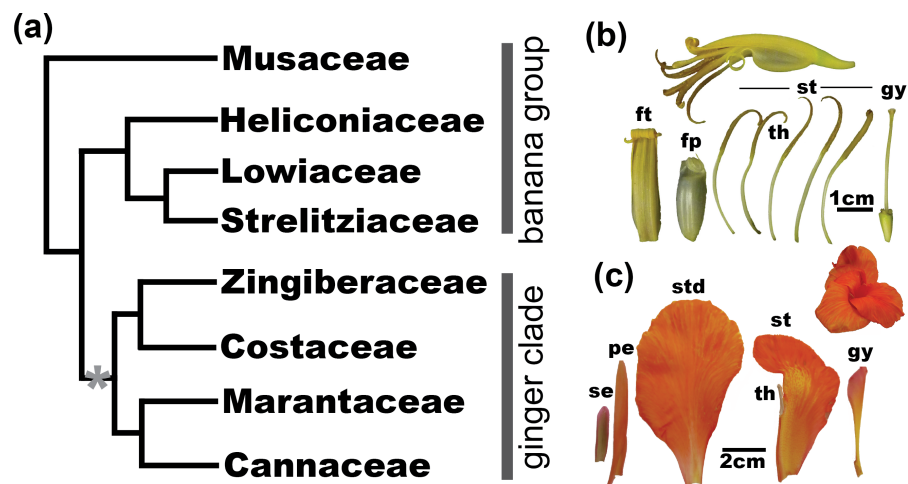 (a)
Musaceae
Heliconiaceae
Lowiaceae
Strelitziaceae
Zingiberaceae
Costaceae
Marantaceae
Cannaceae
*
banana group
ginger clade
(b)
st
gy
ft
fp
th
1cm
(c)
std
st
pe
gy
se
th
2cm